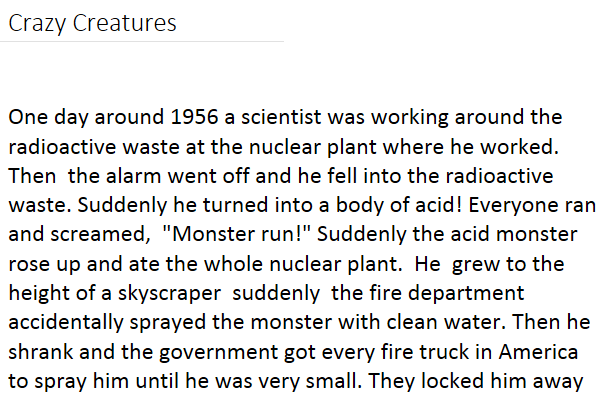 Crazy Creatures
One day around 1956 a scientist was working around the
radioactive waste at the nuclear plant where he worked.
Then  the alarm went off and he fell into the radioactive
waste. Suddenly he turned into a body of acid! Everyone ran
and screamed,  "Monster run!" Suddenly the acid monster
rose up and ate the whole nuclear plant.  He  grew to the
height of a skyscraper  suddenly  the fire department
accidentally sprayed the monster with clean water. Then he
shrank and the government got every fire truck in America
to spray him until he was very small. They locked him away